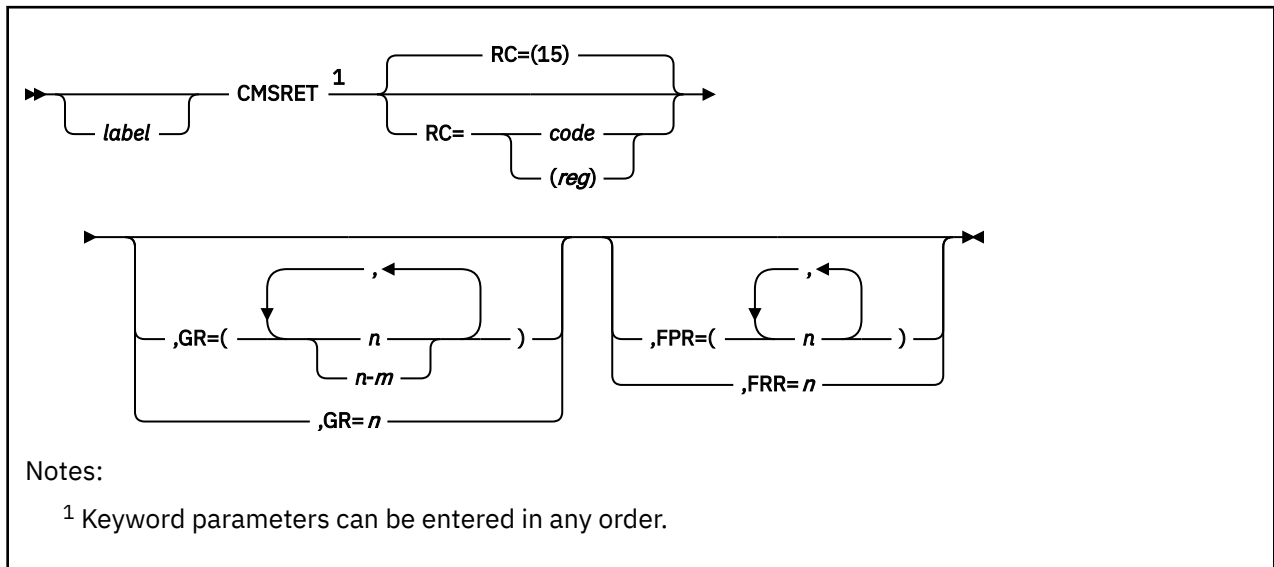 RC=(15)
CMSRET 1
label
RC= code
(reg)
, ,
,GR=( n ) ,FPR=( n )
n-m
,FRR= n
,GR= n
Notes:
1 Keyword parameters can be entered in any order.